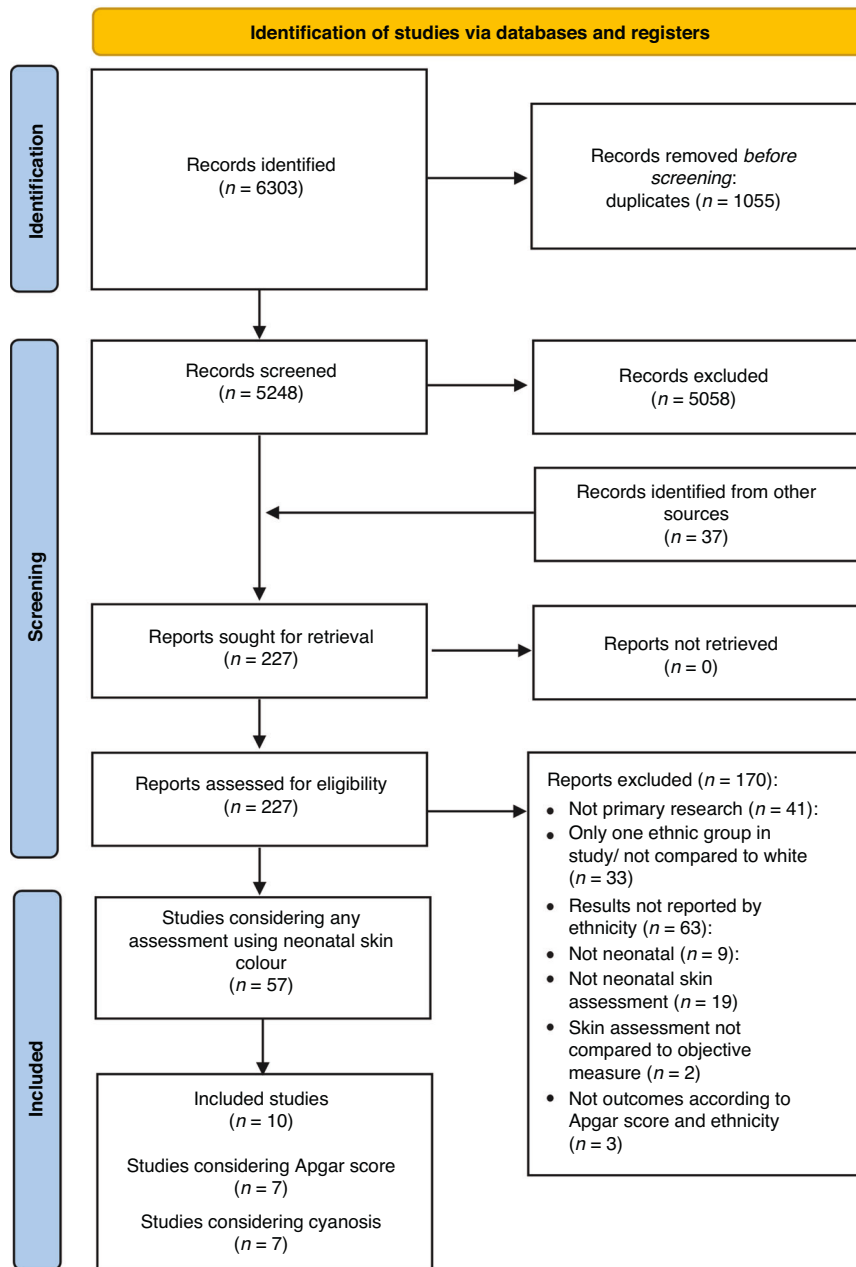 Identification of studies via databases and registers
Identification
Records identified
(n = 6303)
Records removed before
screening:
duplicates (n = 1055)
Screening
Records screened
(n = 5248)
Records excluded
(n = 5058)
Records identified from other
sources
(n = 37)
Reports sought for retrieval
(n = 227)
Reports not retrieved
(n = 0)
Reports assessed for eligibility
(n = 227)
Reports excluded (n = 170):
• Not primary research (n = 41):
• Only one ethnic group in
study/ not compared to white
(n = 33)
• Results not reported by
ethnicity (n = 63):
• Not neonatal (n = 9):
• Not neonatal skin
assessment (n = 19)
• Skin assessment not
compared to objective
measure (n = 2)
• Not outcomes according to
Apgar score and ethnicity
(n = 3)
Included
Studies considering any
assessment using neonatal skin
colour
(n = 57)
Included studies
(n = 10)
Studies considering Apgar score
(n = 7)
Studies considering cyanosis
(n = 7)